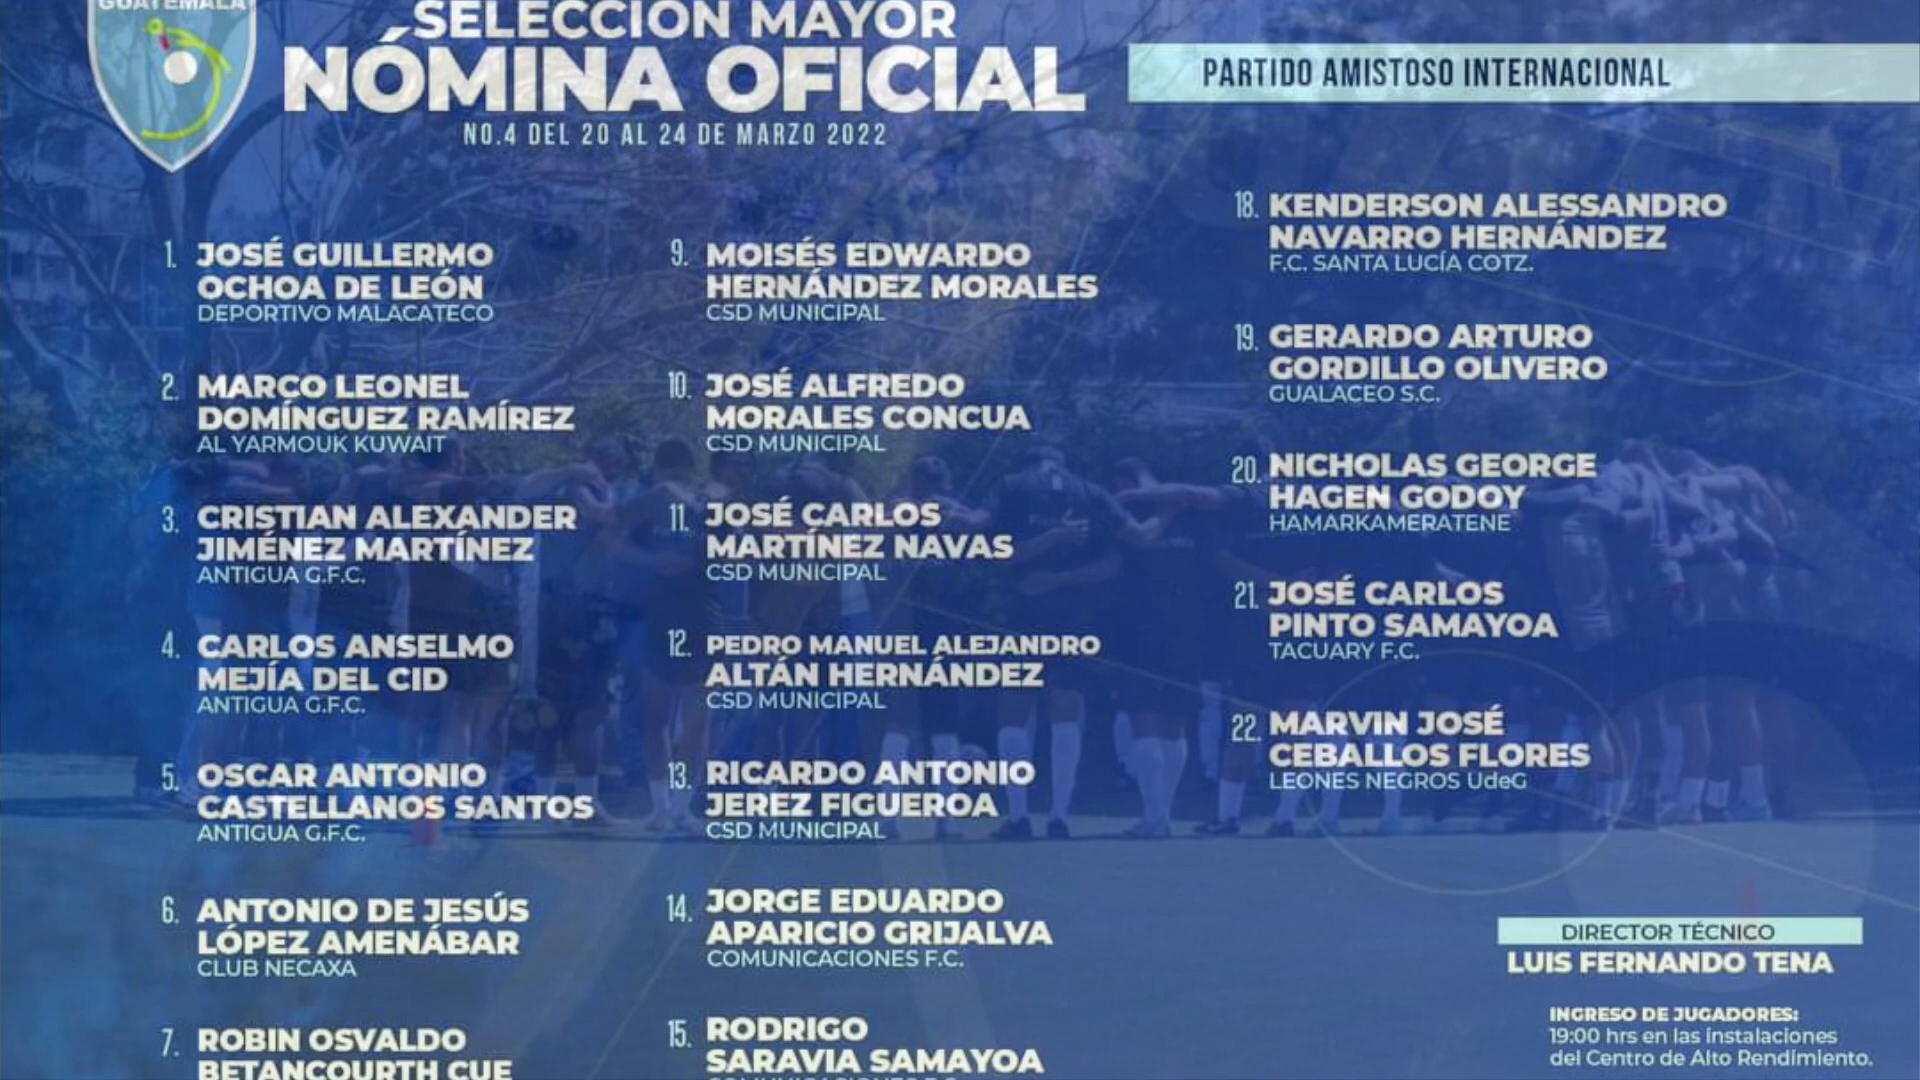 GUATEMALA
SELECCIÓN MAYOR
NÓMINA OFICIAL
NO.4 DEL 20 AL 24 DE MARZO 2022
PARTIDO AMISTOSO INTERNACIONAL
1. JOSÉ GUILLERMO
OCHOA DE LEÓN
DEPORTIVO MALACATECO
2. MARCO LEONEL
DOMÍNGUEZ RAMÍREZ
AL YARMOUK KUWAIT
3. CRISTIAN ALEXANDER
JIMÉNEZ MARTÍNEZ
ANTIGUA G.F.C.
4. CARLOS ANSELMO
MEJÍA DEL CID
ANTIGUA G.F.C.
5. OSCAR ANTONIO
CASTELLANOS SANTOS
ANTIGUA G.F.C.
6. ANTONIO DE JESÚS
LÓPEZ AMENÁBAR
CLUB NECAXA
7. ROBIN OSVALDO
BETANCOURTH CUE
9. MOISÉS EDWARDO
HERNÁNDEZ MORALES
CSD MUNICIPAL
10. JOSÉ ALFREDO
MORALES CONCUA
CSD MUNICIPAL
11. JOSÉ CARLOS
MARTÍNEZ NAVAS
CSD MUNICIPAL
12. PEDRO MANUEL ALEJANDRO
ALTÁN HERNÁNDEZ
CSD MUNICIPAL
13. RICARDO ANTONIO
JEREZ FIGUEROA
CSD MUNICIPAL
14. JORGE EDUARDO
APARICIO GRIJALVA
COMUNICACIONES F.C.
15. RODRIGO
SARAVIA SAMAYOA
18. KENDERSON ALESSANDRO
NAVARRO HERNÁNDEZ
F.C. SANTA LUCÍA COTZ.
19. GERARDO ARTURO
GORDILLO OLIVERO
GUALACEO S.C.
20. NICHOLAS GEORGE
HAGEN GODOY
HAMARKAMERATENE
21. JOSÉ CARLOS
PINTO SAMAYOA
TACUARY F.C.
22. MARVIN JOSÉ
CEBALLOS FLORES
LEONES NEGROS UdeG
DIRECTOR TÉCNICO
LUIS FERNANDO TENA
INGRESO DE JUGADORES:
19:00 hrs en las instalaciones
del Centro de Alto Rendimiento.